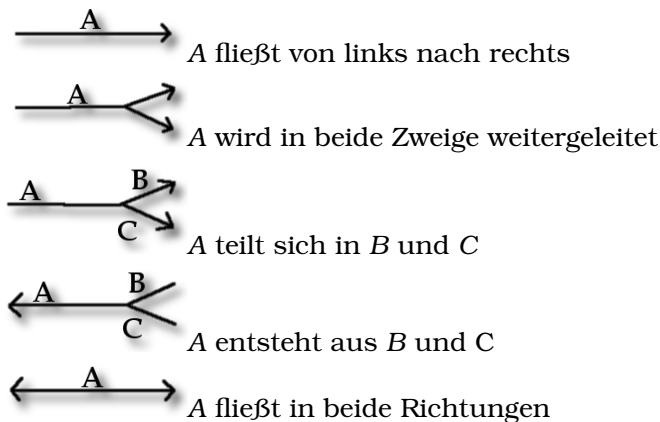 A
A fließt von links nach rechts
A
A wird in beide Zweige weitergeleitet
A B
C
A teilt sich in B und C
A B
C
A entsteht aus B und C
A
A fließt in beide Richtungen